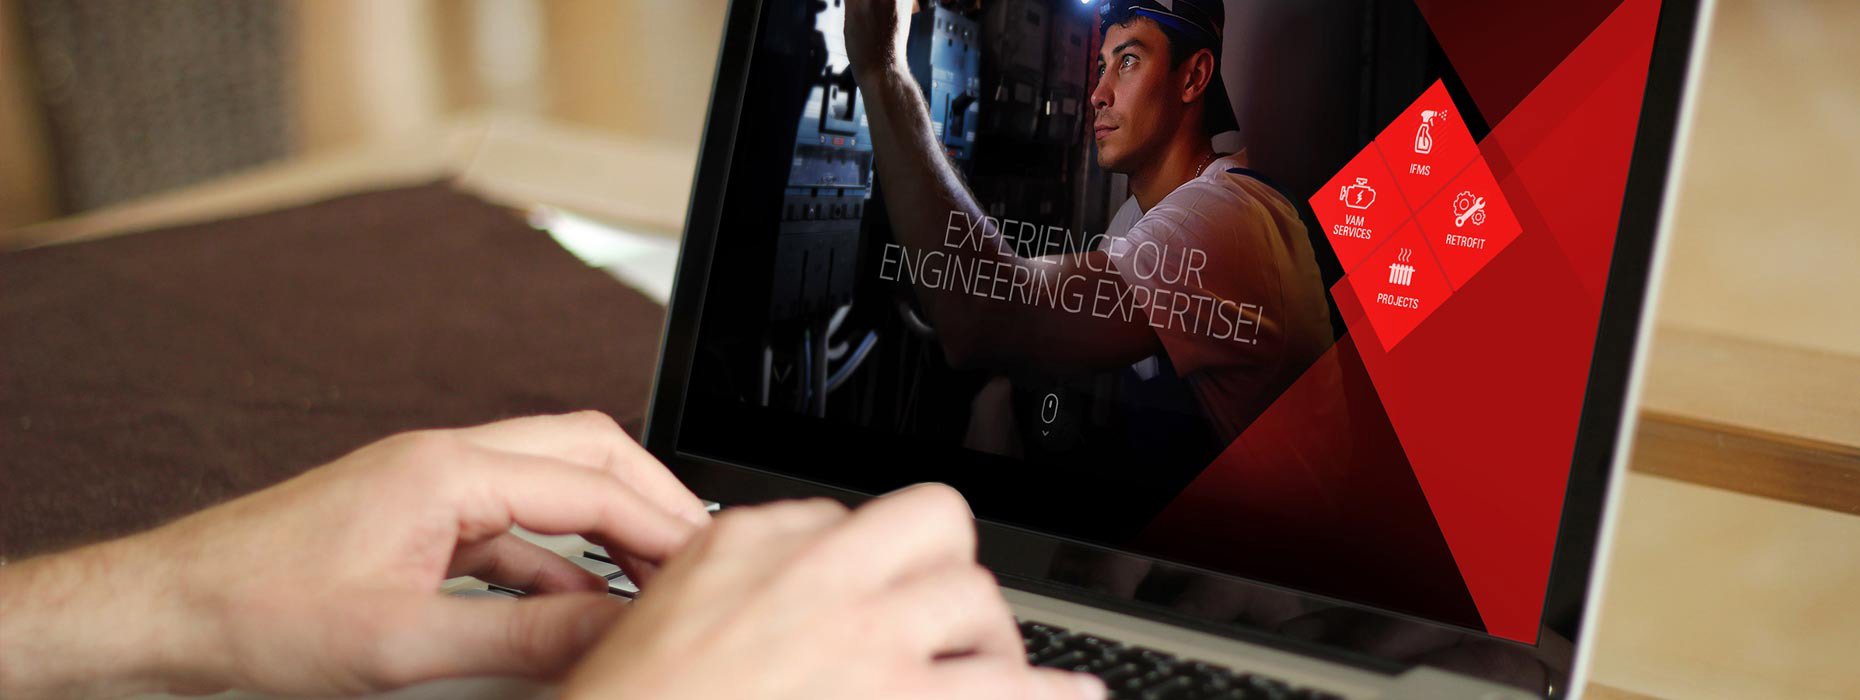 EXPERIENCE OUR
ENGINEERING EXPERTISE!
IFMS
VAM
SERVICES
RETROFIT
PROJECTS